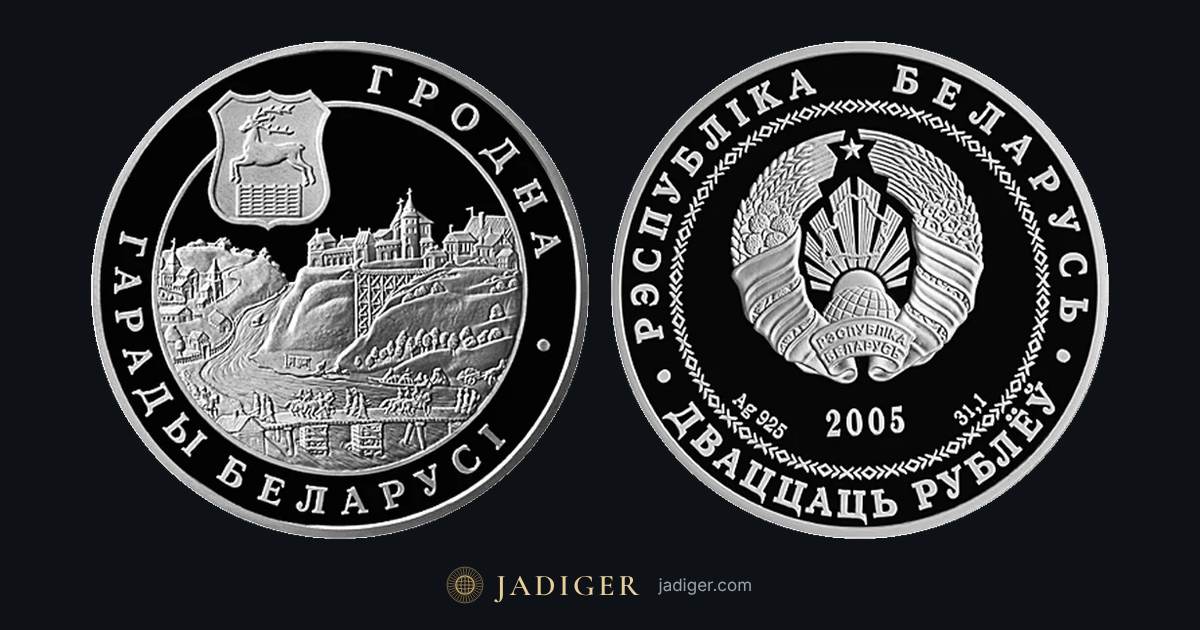 ГРОДНА
ГАРАДЫ БЕЛАРУСІ
РЭСПУБЛІКА БЕЛАРУСЬ
РЭСПУБЛІКА
БЕЛАРУСЬ
Ag 925
2005
31,1
ДВАЦЦАЦЬ РУБЛЁЎ
JADIGER
jadiger.com